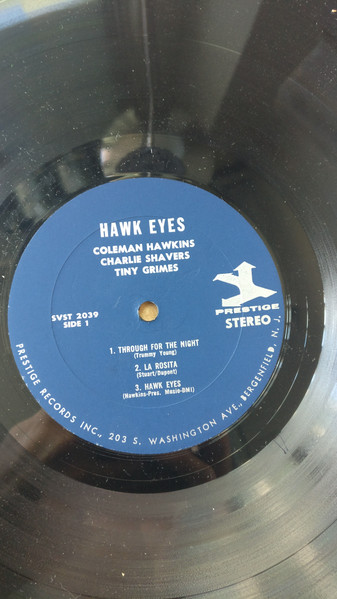 HAWK EYES
COLEMAN HAWKINS
CHARLIE SHAVERS
TINY GRIMES
SVST 2039
SIDE 1
PRESTIGE
STEREO
1. THROUGH FOR THE NIGHT
(Trummy Young)
2. LA ROSITA
(Stuart/Dupont)
3. HAWK EYES
(Hawkins-Pres. Music-BMI)
PRESTIGE RECORDS INC., 203 S. WASHINGTON AVE., BERGENFIELD, N. J.